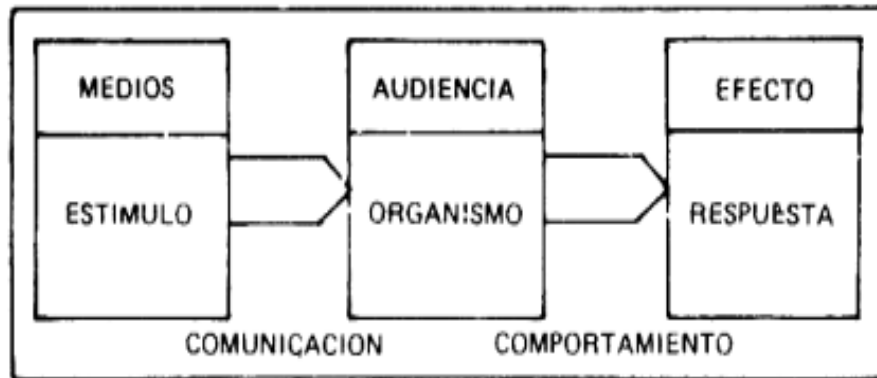 MEDIOS AUDIENCIA EFECTO
ESTIMULO ORGANISMO RESPUESTA
COMUNICACION COMPORTAMIENTO